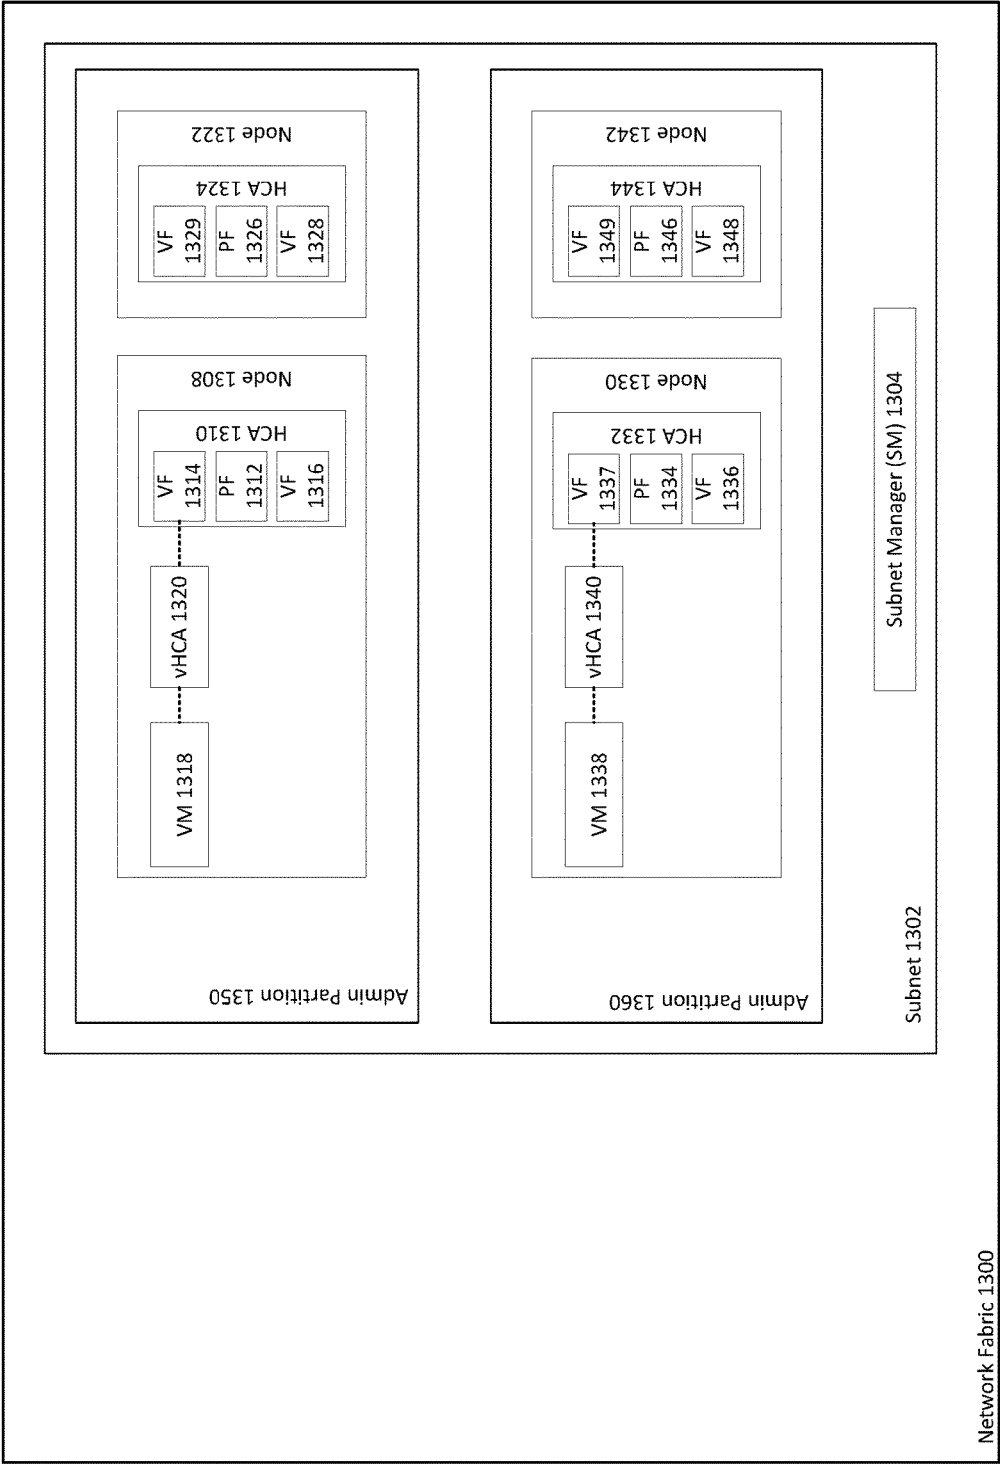 Network Fabric 1300
Subnet 1302
Subnet Manager (SM) 1304
Admin Partition 1350
Node 1308
VM 1318
vHCA 1320
HCA 1310
VF
1314
PF
1312
VF
1316
Node 1322
HCA 1324
VF
1329
PF
1326
VF
1328
Admin Partition 1360
Node 1330
VM 1338
vHCA 1340
HCA 1332
VF
1337
PF
1334
VF
1336
Node 1342
HCA 1344
VF
1349
PF
1346
VF
1348